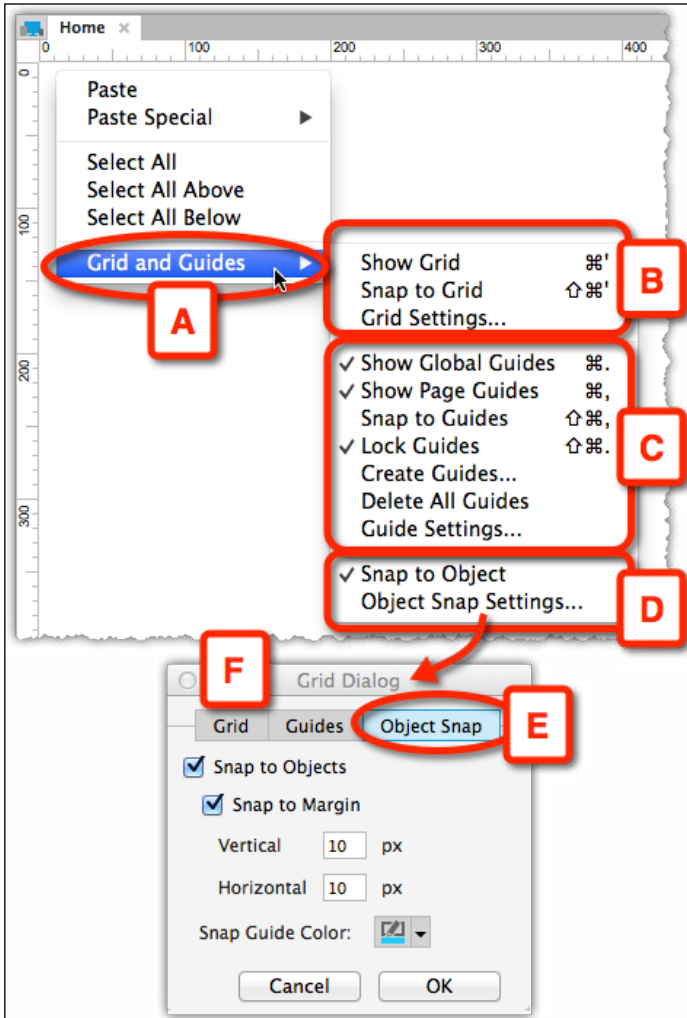 Home ×
0 100 200 300 400
0
Paste
Paste Special
Select All
Select All Above
Select All Below
100
Grid and Guides
A
Show Grid ⌘'
Snap to Grid ⇧⌘'
Grid Settings...
B
200
✓ Show Global Guides ⌘.
✓ Show Page Guides ⌘,
Snap to Guides ⇧⌘,
✓ Lock Guides ⇧⌘.
Create Guides...
Delete All Guides
Guide Settings...
C
300
✓ Snap to Object
Object Snap Settings...
D
F
Grid Dialog
Grid Guides Object Snap
E
Snap to Objects
Snap to Margin
Vertical 10 px
Horizontal 10 px
Snap Guide Color:
Cancel OK